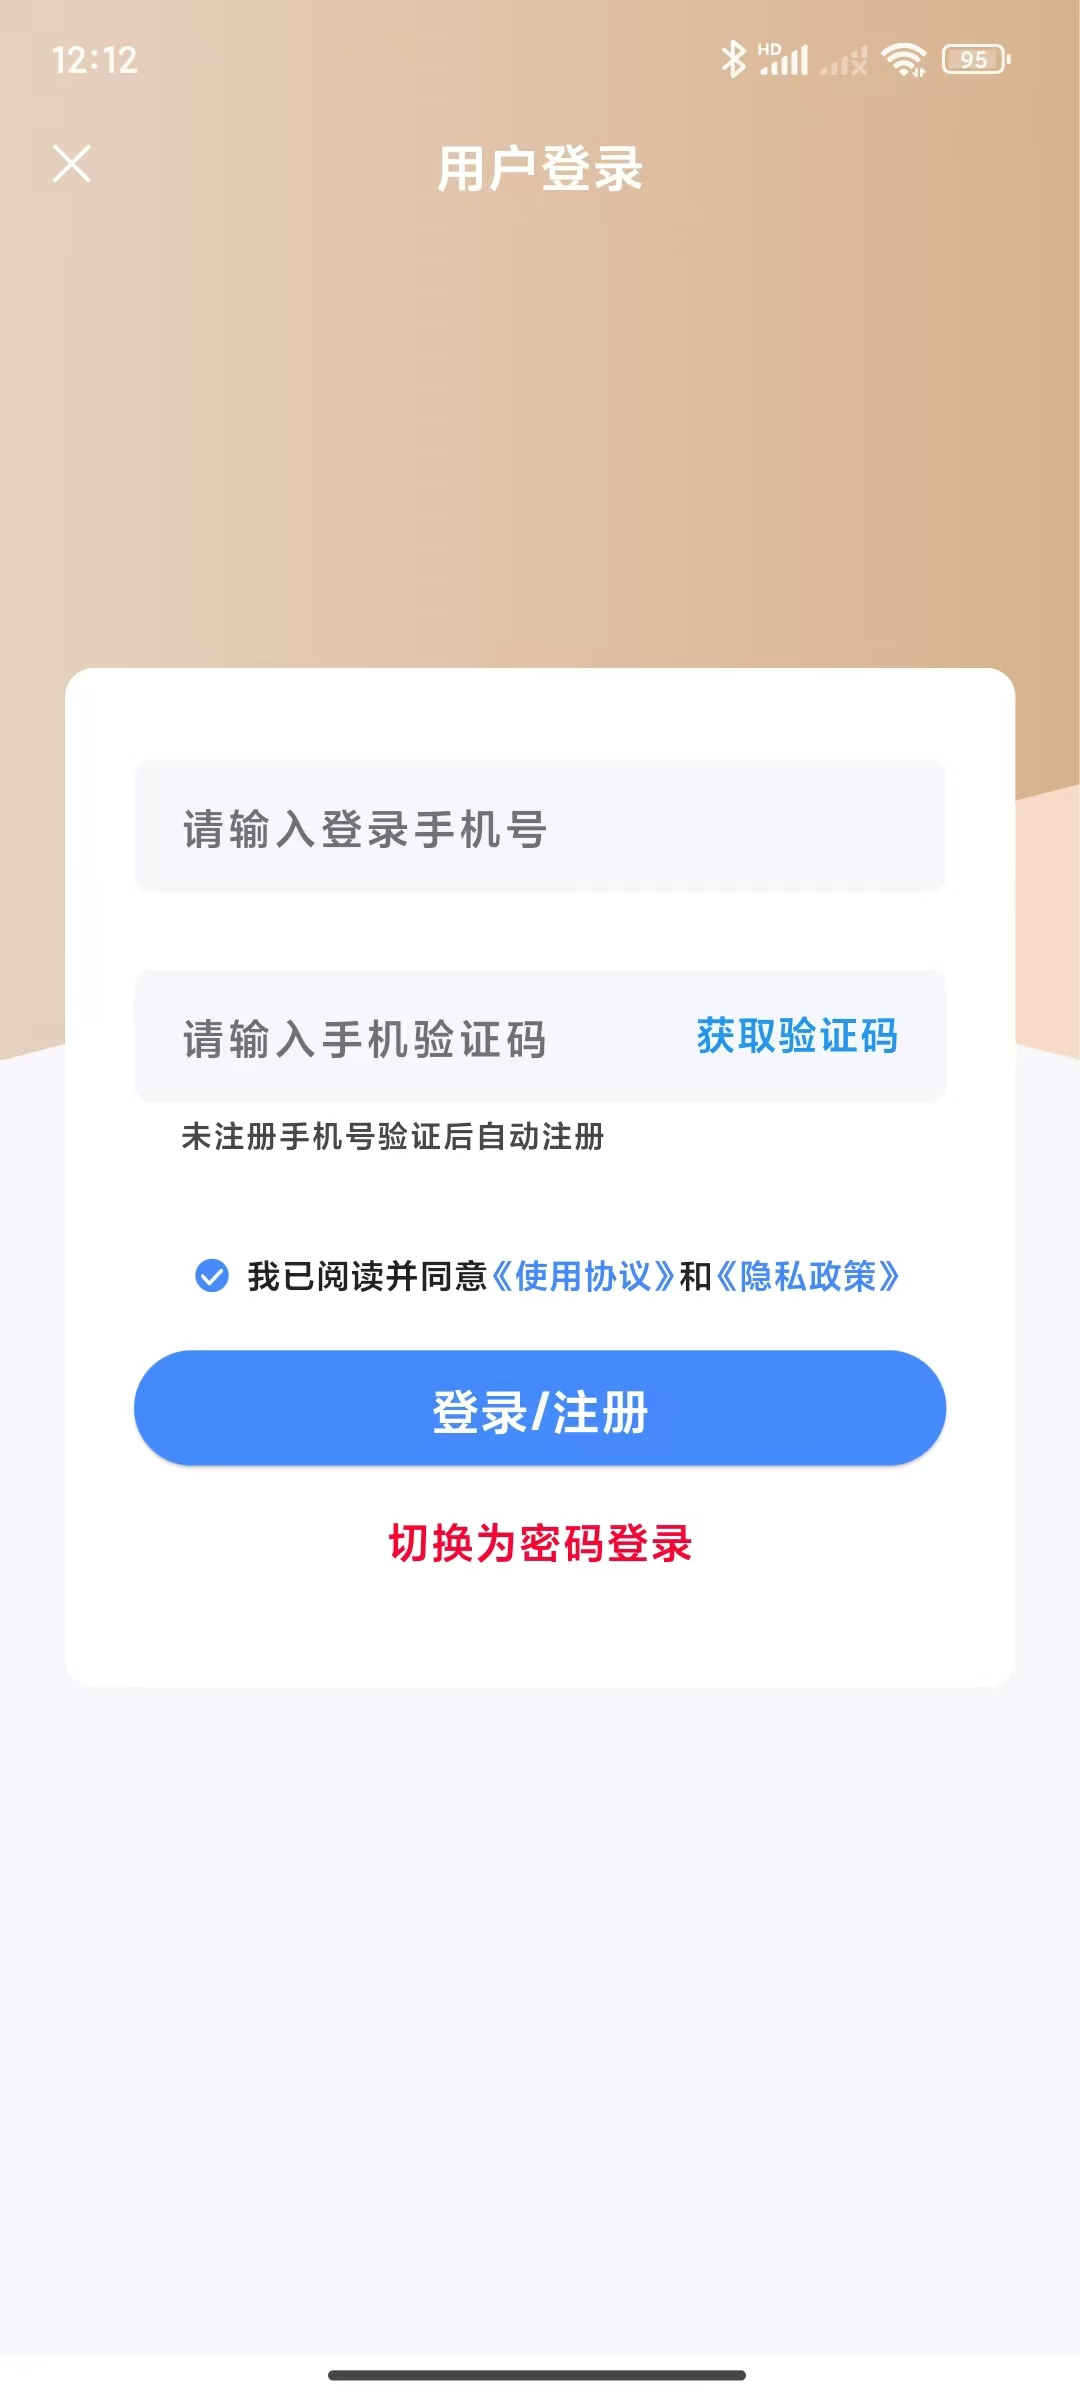 12:12
HD
95
用户登录
请输入登录手机号
请输入手机验证码 获取验证码
未注册手机号验证后自动注册
我已阅读并同意《使用协议》和《隐私政策》
登录/注册
切换为密码登录